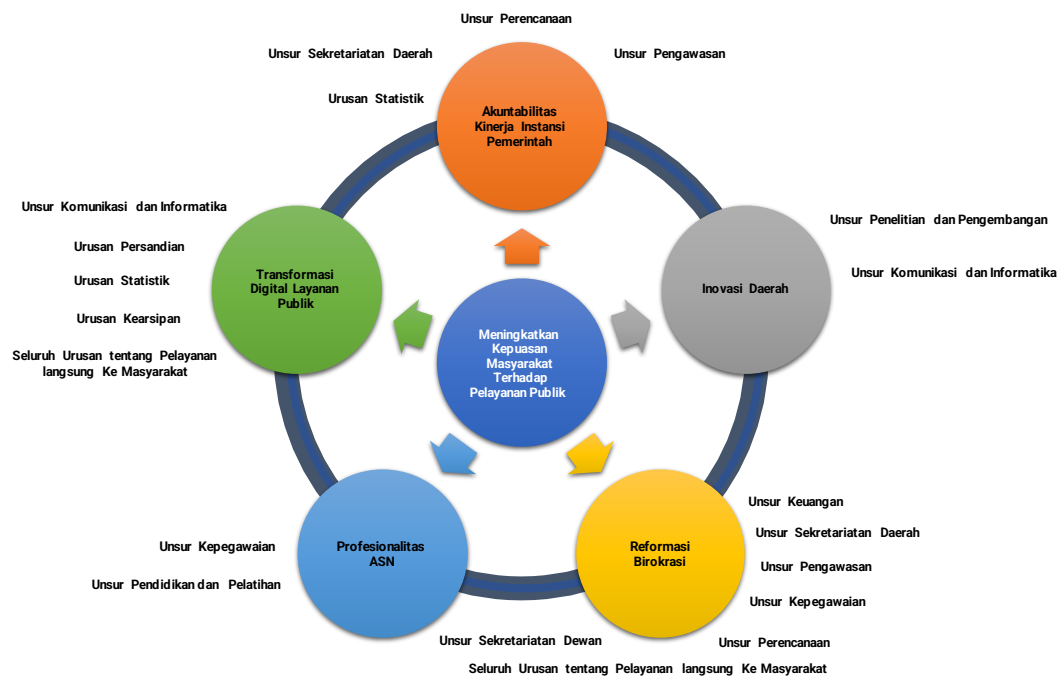 Unsur Perencanaan
Unsur Sekretariatan Daerah
Unsur Pengawasan
Urusan Statistik
Akuntabilitas
Kinerja Instansi
Pemerintah
Unsur Komunikasi dan Informatika
Urusan Persandian
Urusan Statistik
Urusan Kearsipan
Seluruh Urusan tentang Pelayanan
langsung Ke Masyarakat
Transformasi
Digital Layanan
Publik
Unsur Penelitian dan Pengembangan
Unsur Komunikasi dan Informatika
Inovasi Daerah
Meningkatkan
Kepuasan
Masyarakat
Terhadap
Pelayanan Publik
Unsur Kepegawaian
Unsur Pendidikan dan Pelatihan
Profesionalitas
ASN
Reformasi
Birokrasi
Unsur Keuangan
Unsur Sekretariatan Daerah
Unsur Pengawasan
Unsur Kepegawaian
Unsur Perencanaan
Unsur Sekretariatan Dewan
Seluruh Urusan tentang Pelayanan langsung Ke Masyarakat